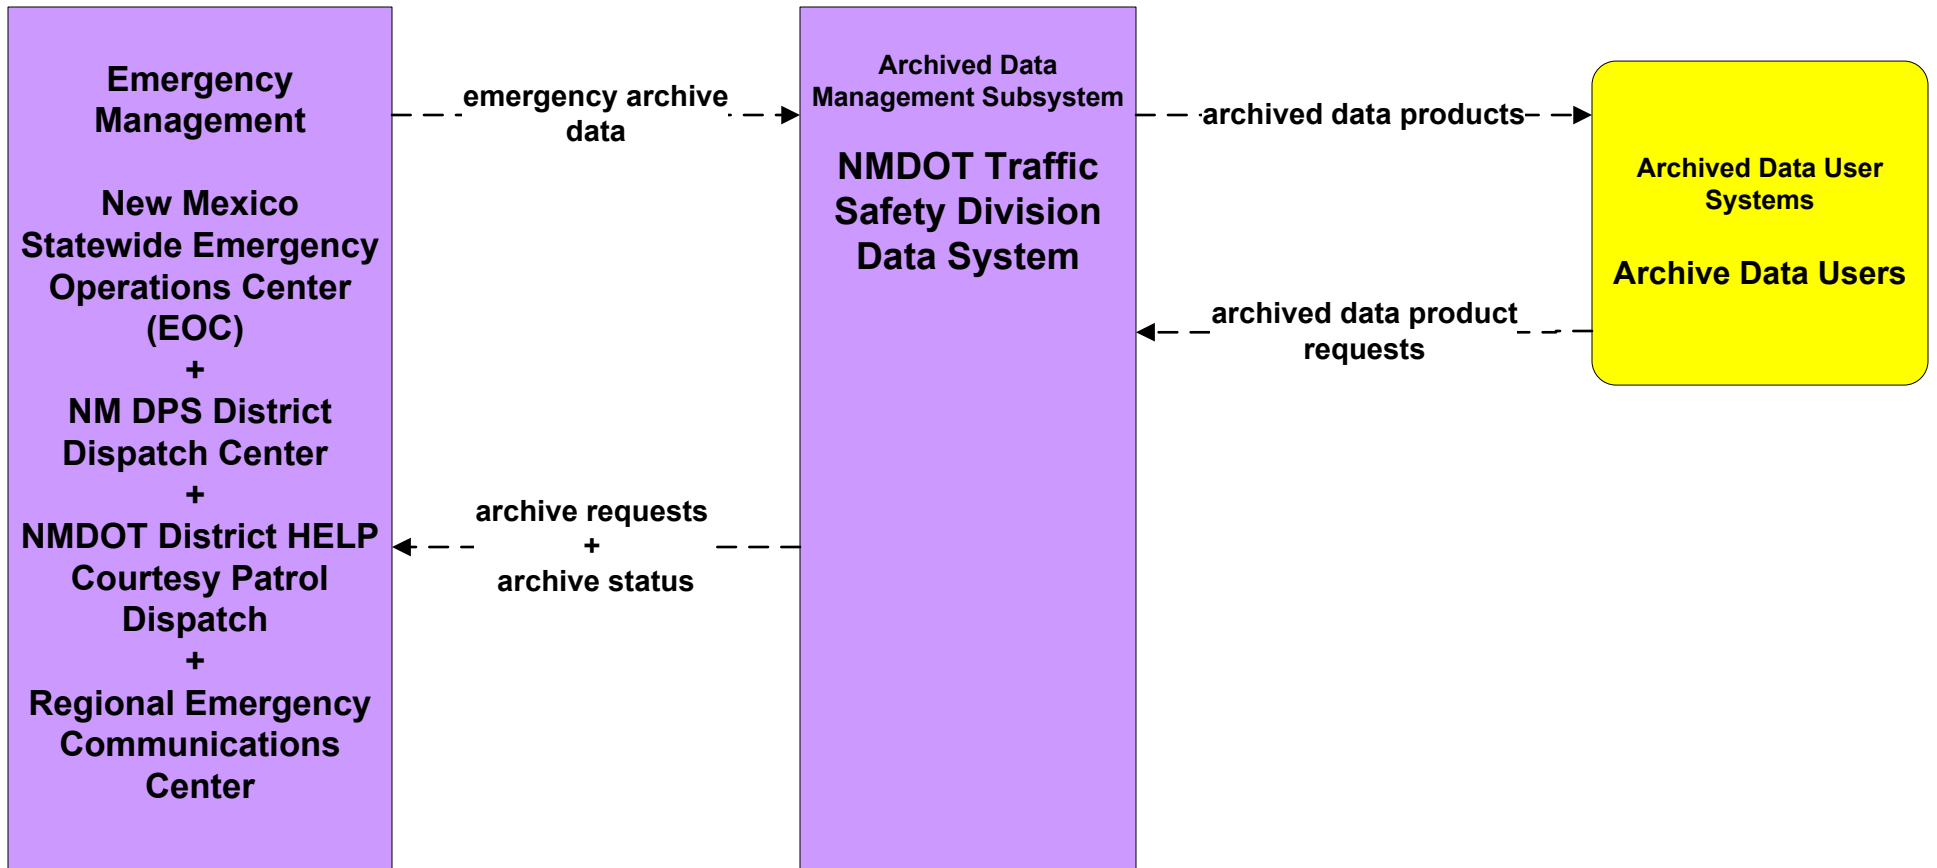 Emergency
Management
New Mexico
Statewide Emergency
Operations Center
(EOC)
+
NM DPS District
Dispatch Center
+
NMDOT District HELP
Courtesy Patrol
Dispatch
+
Regional Emergency
Communications
Center
emergency archive
data
archive requests
+
archive status
Archived Data
Management Subsystem
NMDOT Traffic
Safety Division
Data System
archived data products
archived data product
requests
Archived Data User
Systems
Archive Data Users